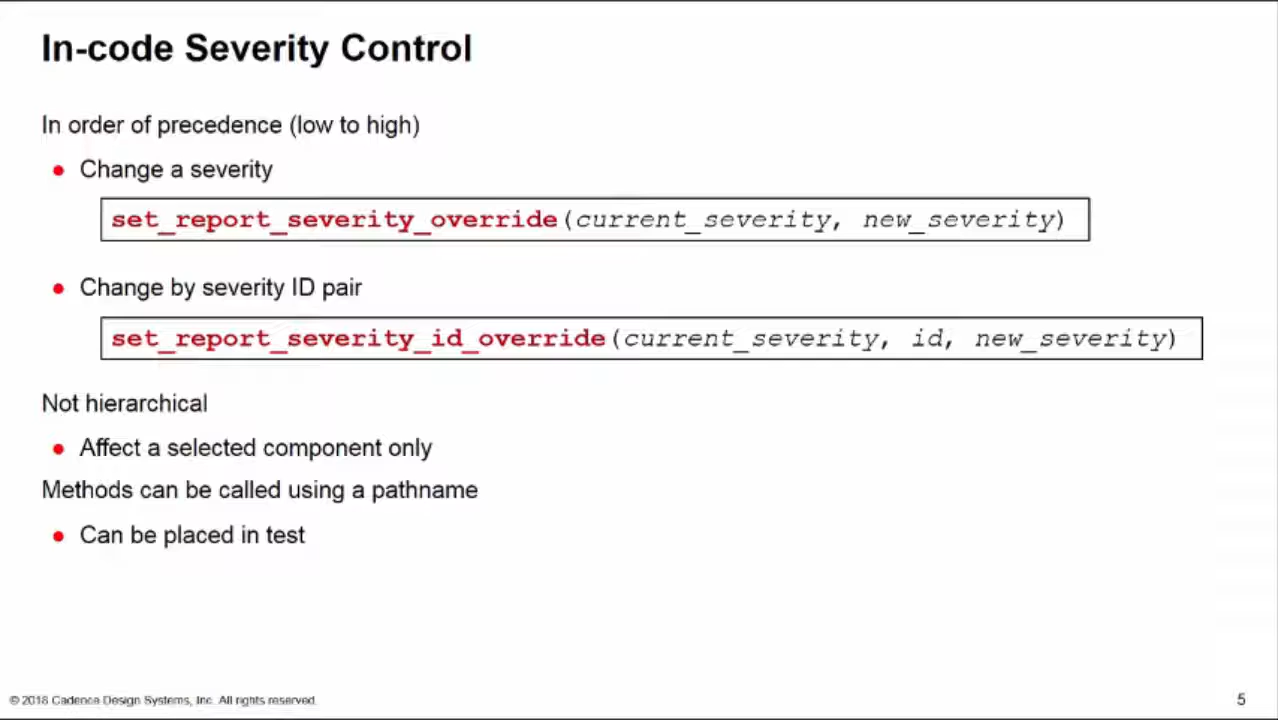 In-code Severity Control
In order of precedence (low to high)
● Change a severity
set_report_severity_override(current_severity, new_severity)
● Change by severity ID pair
set_report_severity_id_override(current_severity, id, new_severity)
Not hierarchical
● Affect a selected component only
Methods can be called using a pathname
● Can be placed in test
© 2018 Cadence Design Systems, Inc. All rights reserved.
5